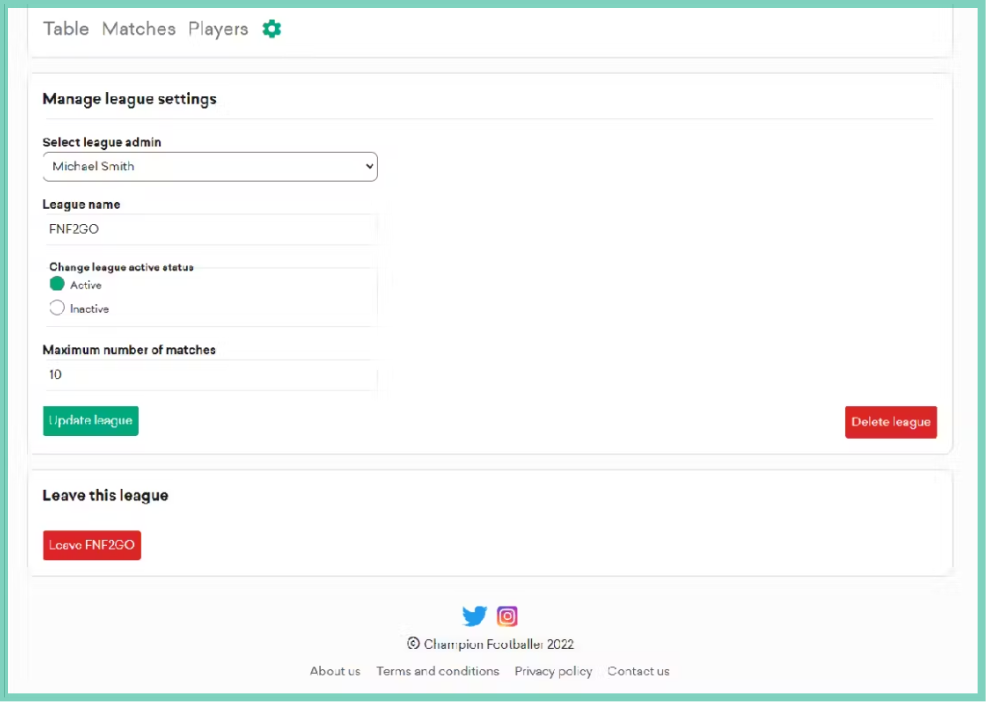 Table Matches Players
Manage league settings
Select league admin
Michael Smith
League name
FNF2GO
Change league active status
Active
Inactive
Maximum number of matches
10
Update league
Delete league
Leave this league
Leave FNF2GO
© Champion Footballer 2022
About us Terms and conditions Privacy policy Contact us